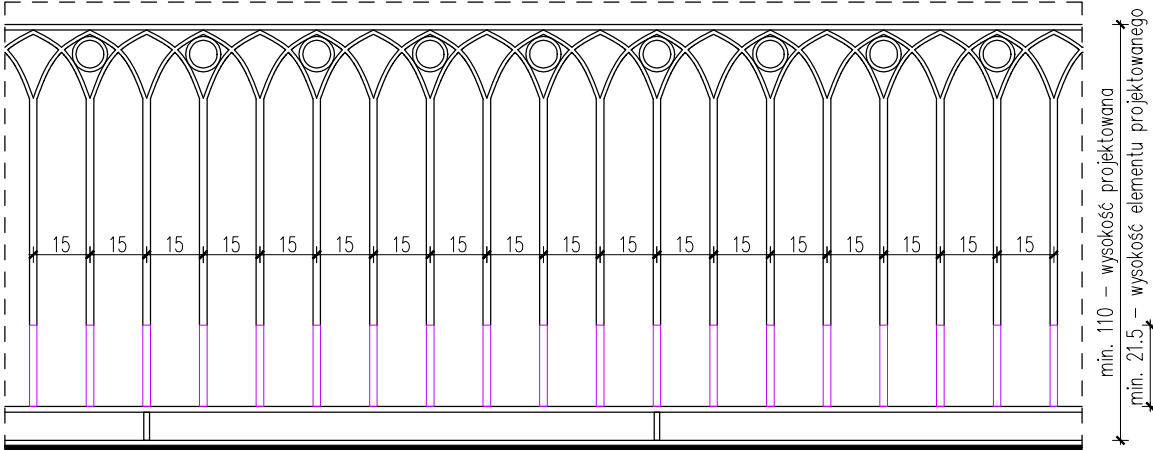 15 15 15 15 15 15 15 15 15 15 15 15 15 15 15 15 15 15
min. 110 – wysokość projektowana
min. 21.5 – wysokość elementu projektowanego